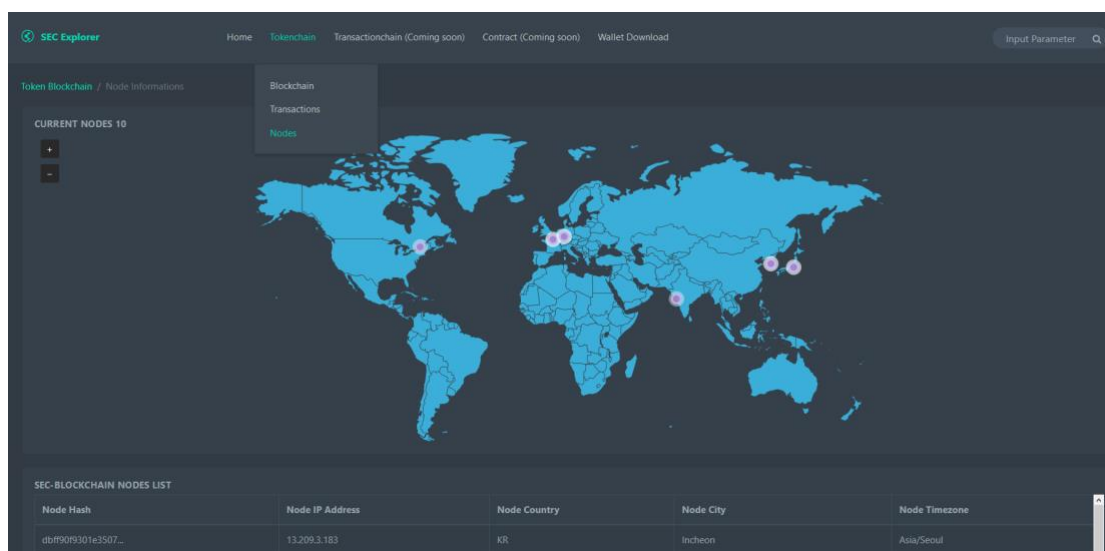 SEC Explorer
Home Tokenchain Transactionchain (Coming soon) Contract (Coming soon) Wallet Download
Input Parameter
Token Blockchain / Node Informations
Blockchain
Transactions
Nodes
CURRENT NODES 10
+
−
SEC-BLOCKCHAIN NODES LIST
Node Hash Node IP Address Node Country Node City Node Timezone
dbff90f9301e3507... 13.209.3.183 KR Incheon Asia/Seoul